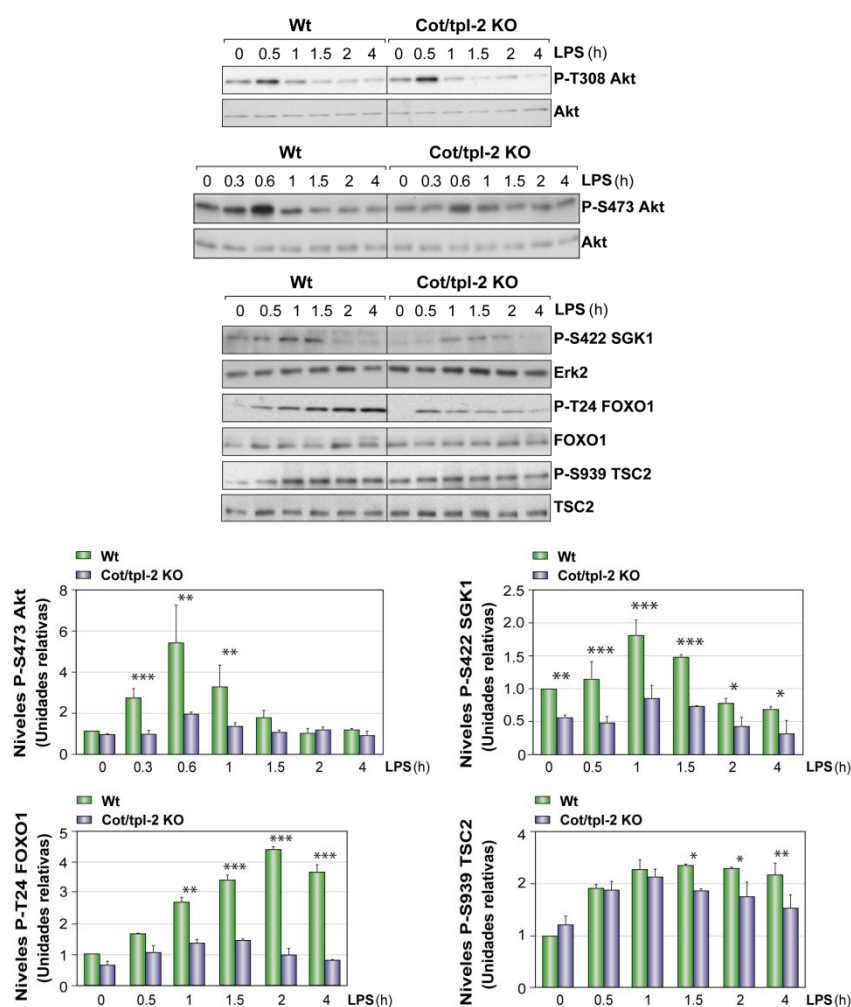 Wt Cot/tpl-2 KO
0 0.5 1 1.5 2 4 0 0.5 1 1.5 2 4 LPS (h)
P-T308 Akt
Akt
Wt Cot/tpl-2 KO
0 0.3 0.6 1 1.5 2 4 0 0.3 0.6 1 1.5 2 4 LPS (h)
P-S473 Akt
Akt
Wt Cot/tpl-2 KO
0 0.5 1 1.5 2 4 0 0.5 1 1.5 2 4 LPS (h)
P-S422 SGK1
Erk2
P-T24 FOXO1
FOXO1
P-S939 TSC2
TSC2
Wt
Cot/tpl-2 KO
Niveles P-S473 Akt
(Unidades relativas)
8
6
4
2
0
*** ** **
0 0.3 0.6 1 1.5 2 4 LPS (h)
Wt
Cot/tpl-2 KO
Niveles P-S422 SGK1
(Unidades relativas)
2.5
2.0
1.5
1.0
0.5
0
** *** *** *** * *
0 0.5 1 1.5 2 4 LPS (h)
Wt
Cot/tpl-2 KO
Niveles P-T24 FOXO1
(Unidades relativas)
5
4
3
2
1
0
** *** *** ***
0 0.5 1 1.5 2 4 LPS (h)
Wt
Cot/tpl-2 KO
Niveles P-S939 TSC2
(Unidades relativas)
4
2
2
1
0
* * **
0 0.5 1 1.5 2 4 LPS (h)